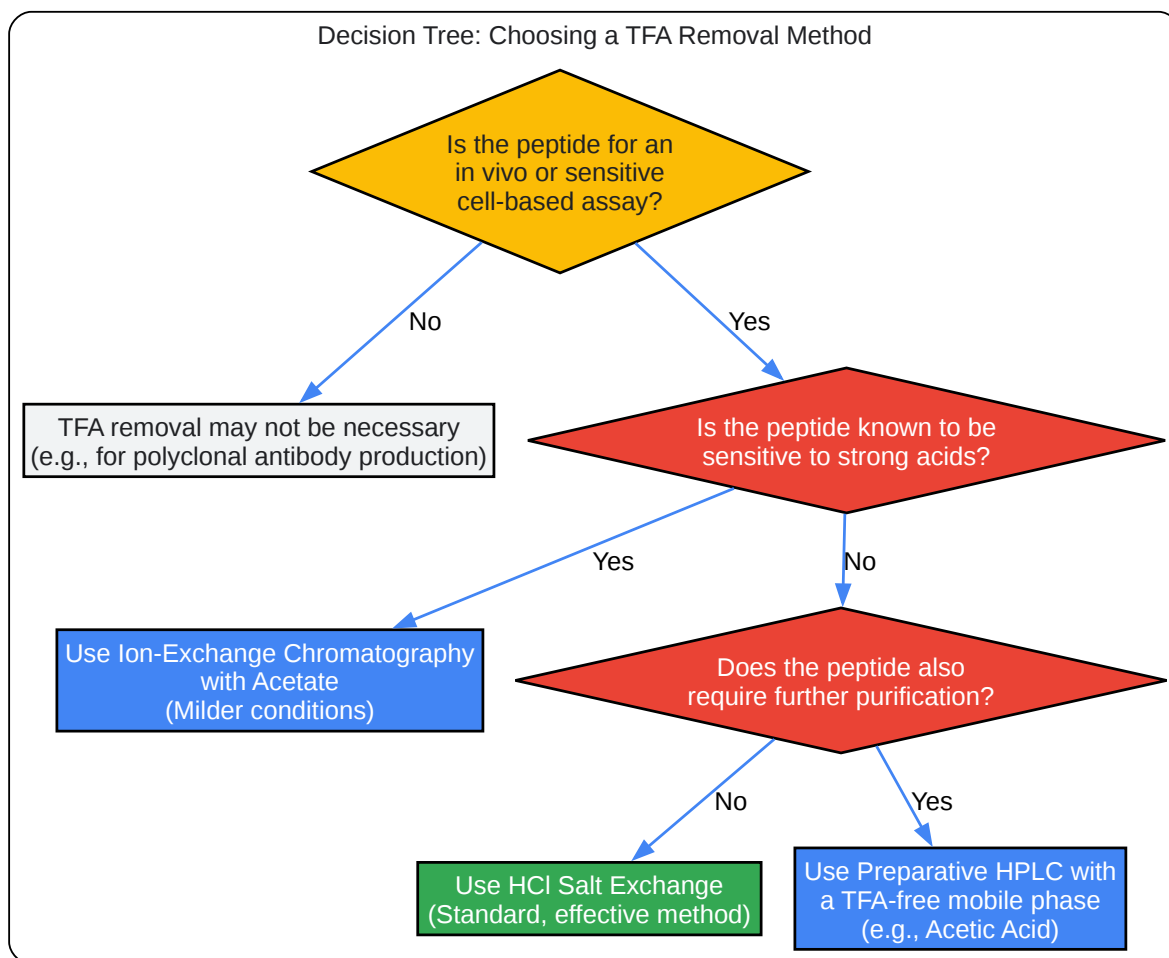 Decision Tree: Choosing a TFA Removal Method
Is the peptide for an
in vivo or sensitive
cell-based assay?
No
Yes
TFA removal may not be necessary
(e.g., for polyclonal antibody production)
Is the peptide known to be
sensitive to strong acids?
Yes
No
Use Ion-Exchange Chromatography
with Acetate
(Milder conditions)
Does the peptide also
require further purification?
No
Yes
Use HCl Salt Exchange
(Standard, effective method)
Use Preparative HPLC with
a TFA-free mobile phase
(e.g., Acetic Acid)